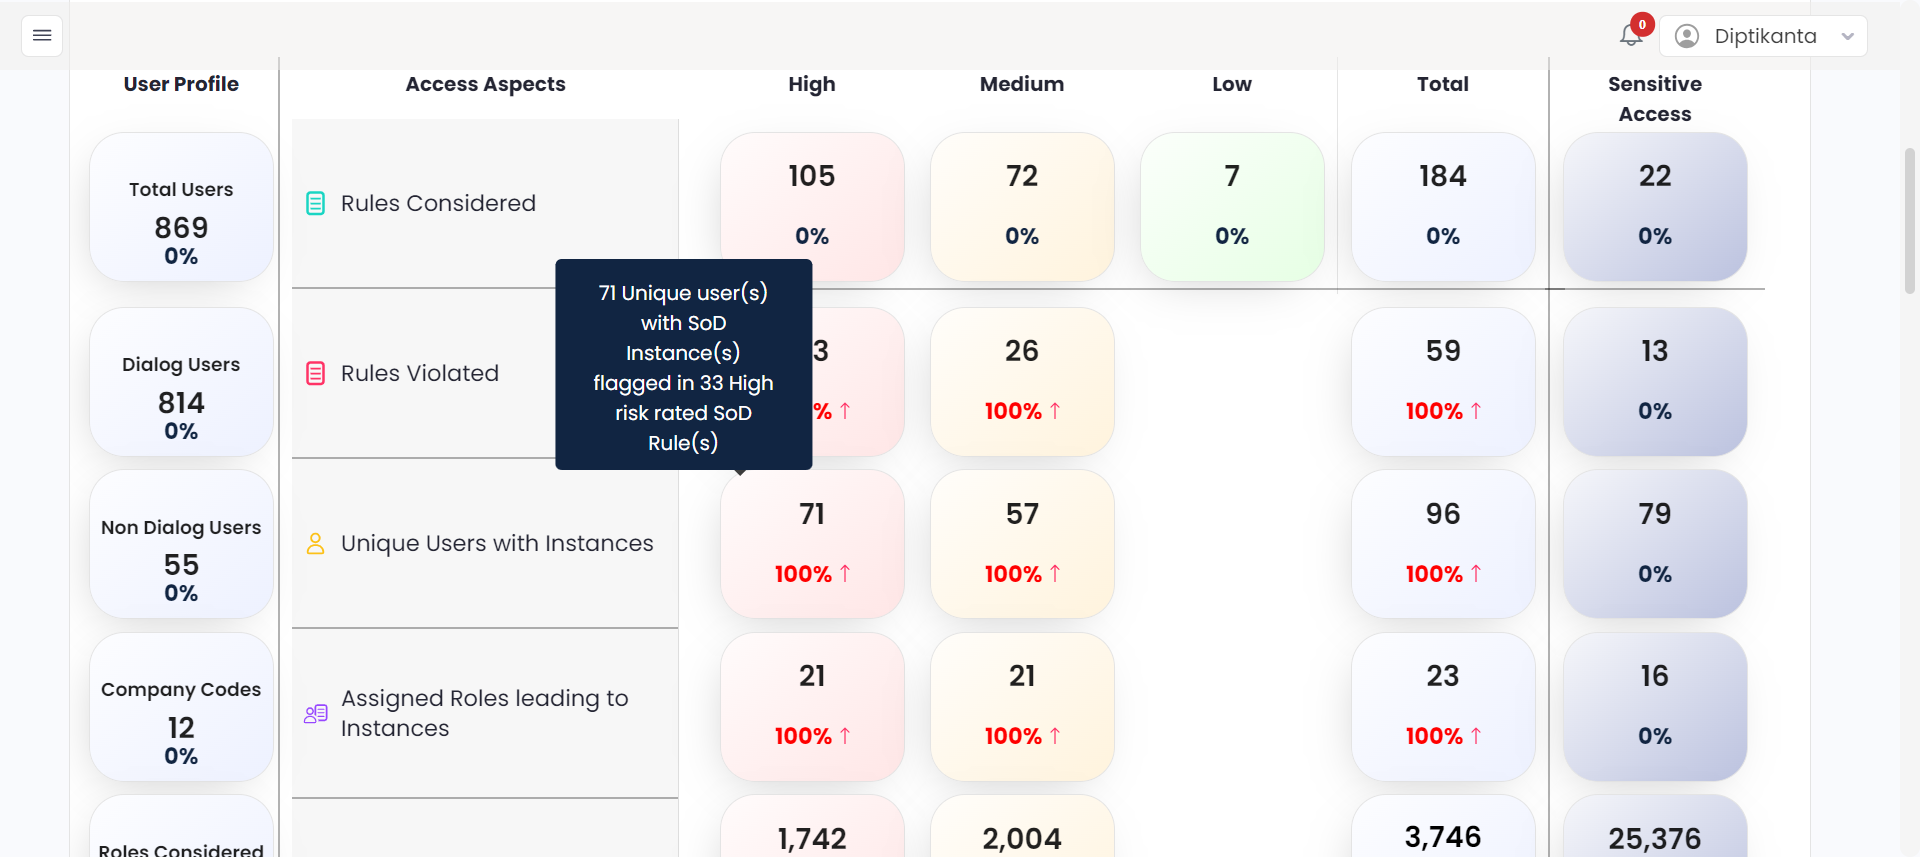 0
Diptikanta
User Profile
Access Aspects
High
Medium
Low
Total
Sensitive
Access
Total Users
869
0%
Rules Considered
105
0%
72
0%
7
0%
184
0%
22
0%
71 Unique user(s)
with SoD
Instance(s)
flagged in 33 High
risk rated SoD
Rule(s)
Dialog Users
814
0%
Rules Violated
3
% ↑
26
100% ↑
59
100% ↑
13
0%
Non Dialog Users
55
0%
Unique Users with Instances
71
100% ↑
57
100% ↑
96
100% ↑
79
0%
Company Codes
12
0%
Assigned Roles leading to
Instances
21
100% ↑
21
100% ↑
23
100% ↑
16
0%
Roles Considered
1,742
2,004
3,746
25,376